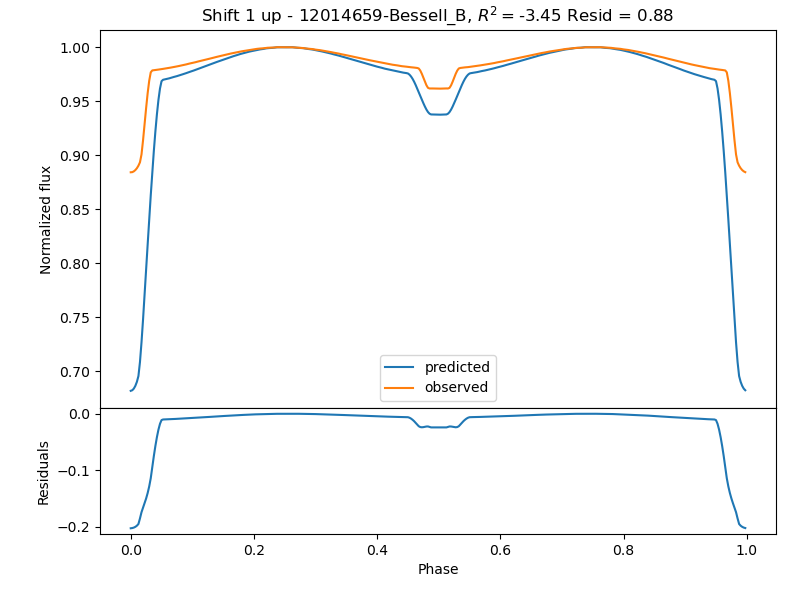 Shift 1 up - 12014659-Bessell_B, R² = -3.45 Resid = 0.88
Normalized flux
1.00
0.95
0.90
0.85
0.80
0.75
0.70
predicted
observed
Residuals
0.0
−0.1
−0.2
0.0 0.2 0.4 0.6 0.8 1.0
Phase